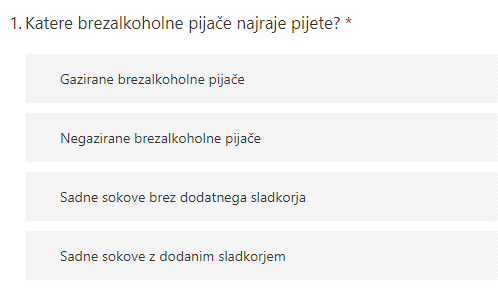 1. Katere brezalkoholne pijače najraje pijete? *
Gazirane brezalkoholne pijače
Negazirane brezalkoholne pijače
Sadne sokove brez dodatnega sladkorja
Sadne sokove z dodanim sladkorjem